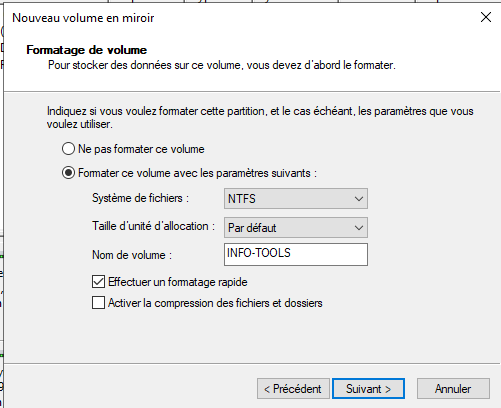 Nouveau volume en miroir
Formatage de volume
Pour stocker des données sur ce volume, vous devez d'abord le formater.
Indiquez si vous voulez formater cette partition, et le cas échéant, les paramètres que vous
voulez utiliser.
Ne pas formater ce volume
Formater ce volume avec les paramètres suivants :
Système de fichiers :
NTFS
Taille d'unité d'allocation :
Par défaut
Nom de volume :
INFO-TOOLS
Effectuer un formatage rapide
Activer la compression des fichiers et dossiers
< Précédent
Suivant >
Annuler